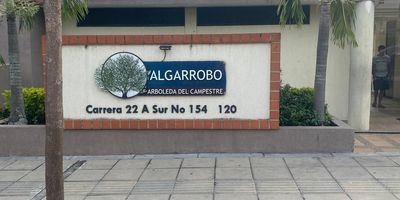 ALGARROBO
ARBOLEDA DEL CAMPESTRE
Carrera 22 A Sur No 154 120